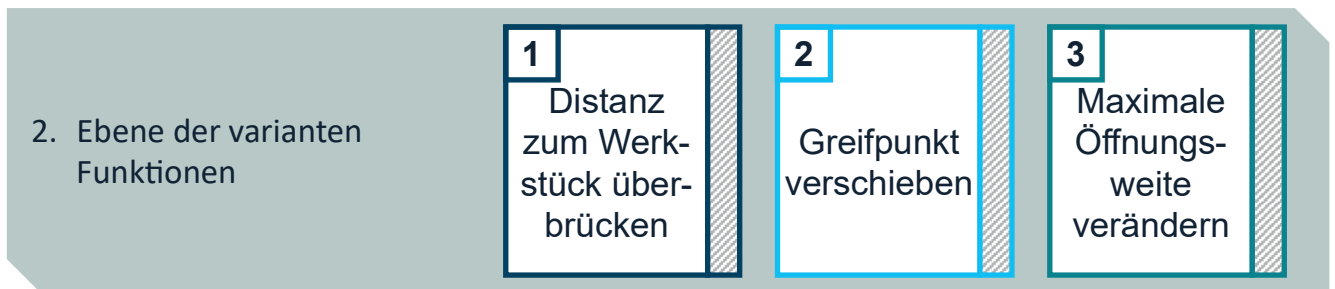 2. Ebene der varianten
Funktionen
1
Distanz
zum Werk-
stück über-
brücken
2
Greifpunkt
verschieben
3
Maximale
Öffnungs-
weite
verändern